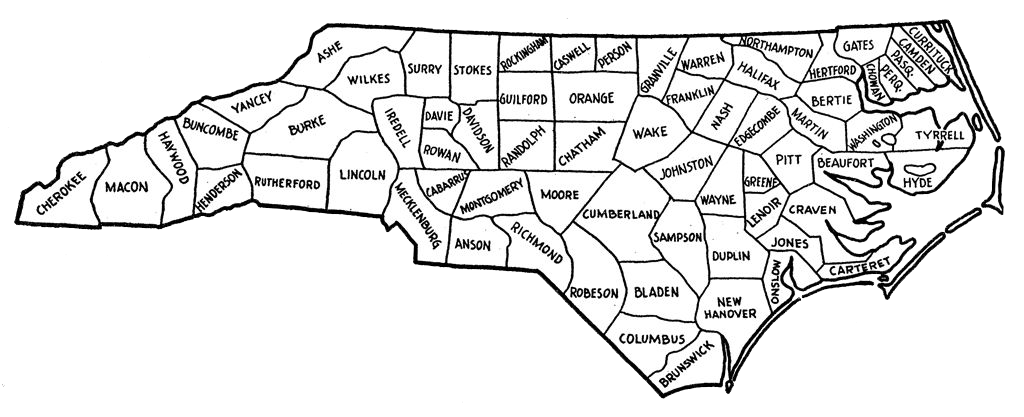 ASHE
WILKES
SURRY
STOKES
ROCKINGHAM
CASWELL
PERSON
GRANVILLE
WARREN
NORTHAMPTON
HALIFAX
HERTFORD
GATES
CURRITUCK
CAMDEN
PASQ.
PERQ.
CHOWAN
BERTIE
YANCEY
BURKE
IREDELL
DAVIE
DAVIDSON
GUILFORD
ORANGE
FRANKLIN
NASH
EDGECOMBE
MARTIN
WASHINGTON
TYRRELL
BUNCOMBE
HAYWOOD
ROWAN
RANDOLPH
CHATHAM
WAKE
JOHNSTON
PITT
BEAUFORT
HYDE
CHEROKEE
MACON
HENDERSON
RUTHERFORD
LINCOLN
MECKLENBURG
CABARRUS
MONTGOMERY
MOORE
CUMBERLAND
WAYNE
GREENE
LENOIR
CRAVEN
ANSON
RICHMOND
SAMPSON
DUPLIN
JONES
ONSLOW
CARTERET
ROBESON
BLADEN
NEW
HANOVER
COLUMBUS
BRUNSWICK